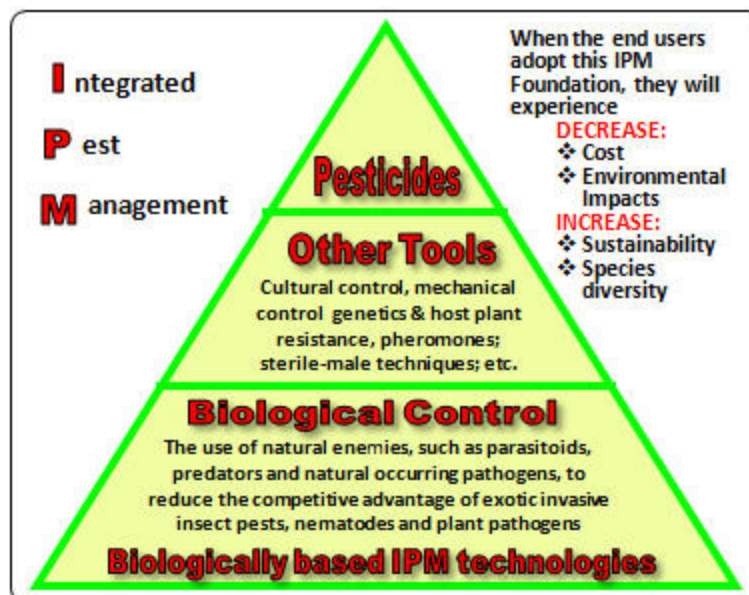 Integrated
Pest
Management
When the end users
adopt this IPM
Foundation, they will
experience
DECREASE:
❖ Cost
❖ Environmental
Impacts
INCREASE:
❖ Sustainability
❖ Species
diversity
Pesticides
Other Tools
Cultural control, mechanical
control genetics & host plant
resistance, pheromones;
sterile-male techniques; etc.
Biological Control
The use of natural enemies, such as parasitoids,
predators and natural occurring pathogens, to
reduce the competitive advantage of exotic invasive
insect pests, nematodes and plant pathogens
Biologically based IPM technologies